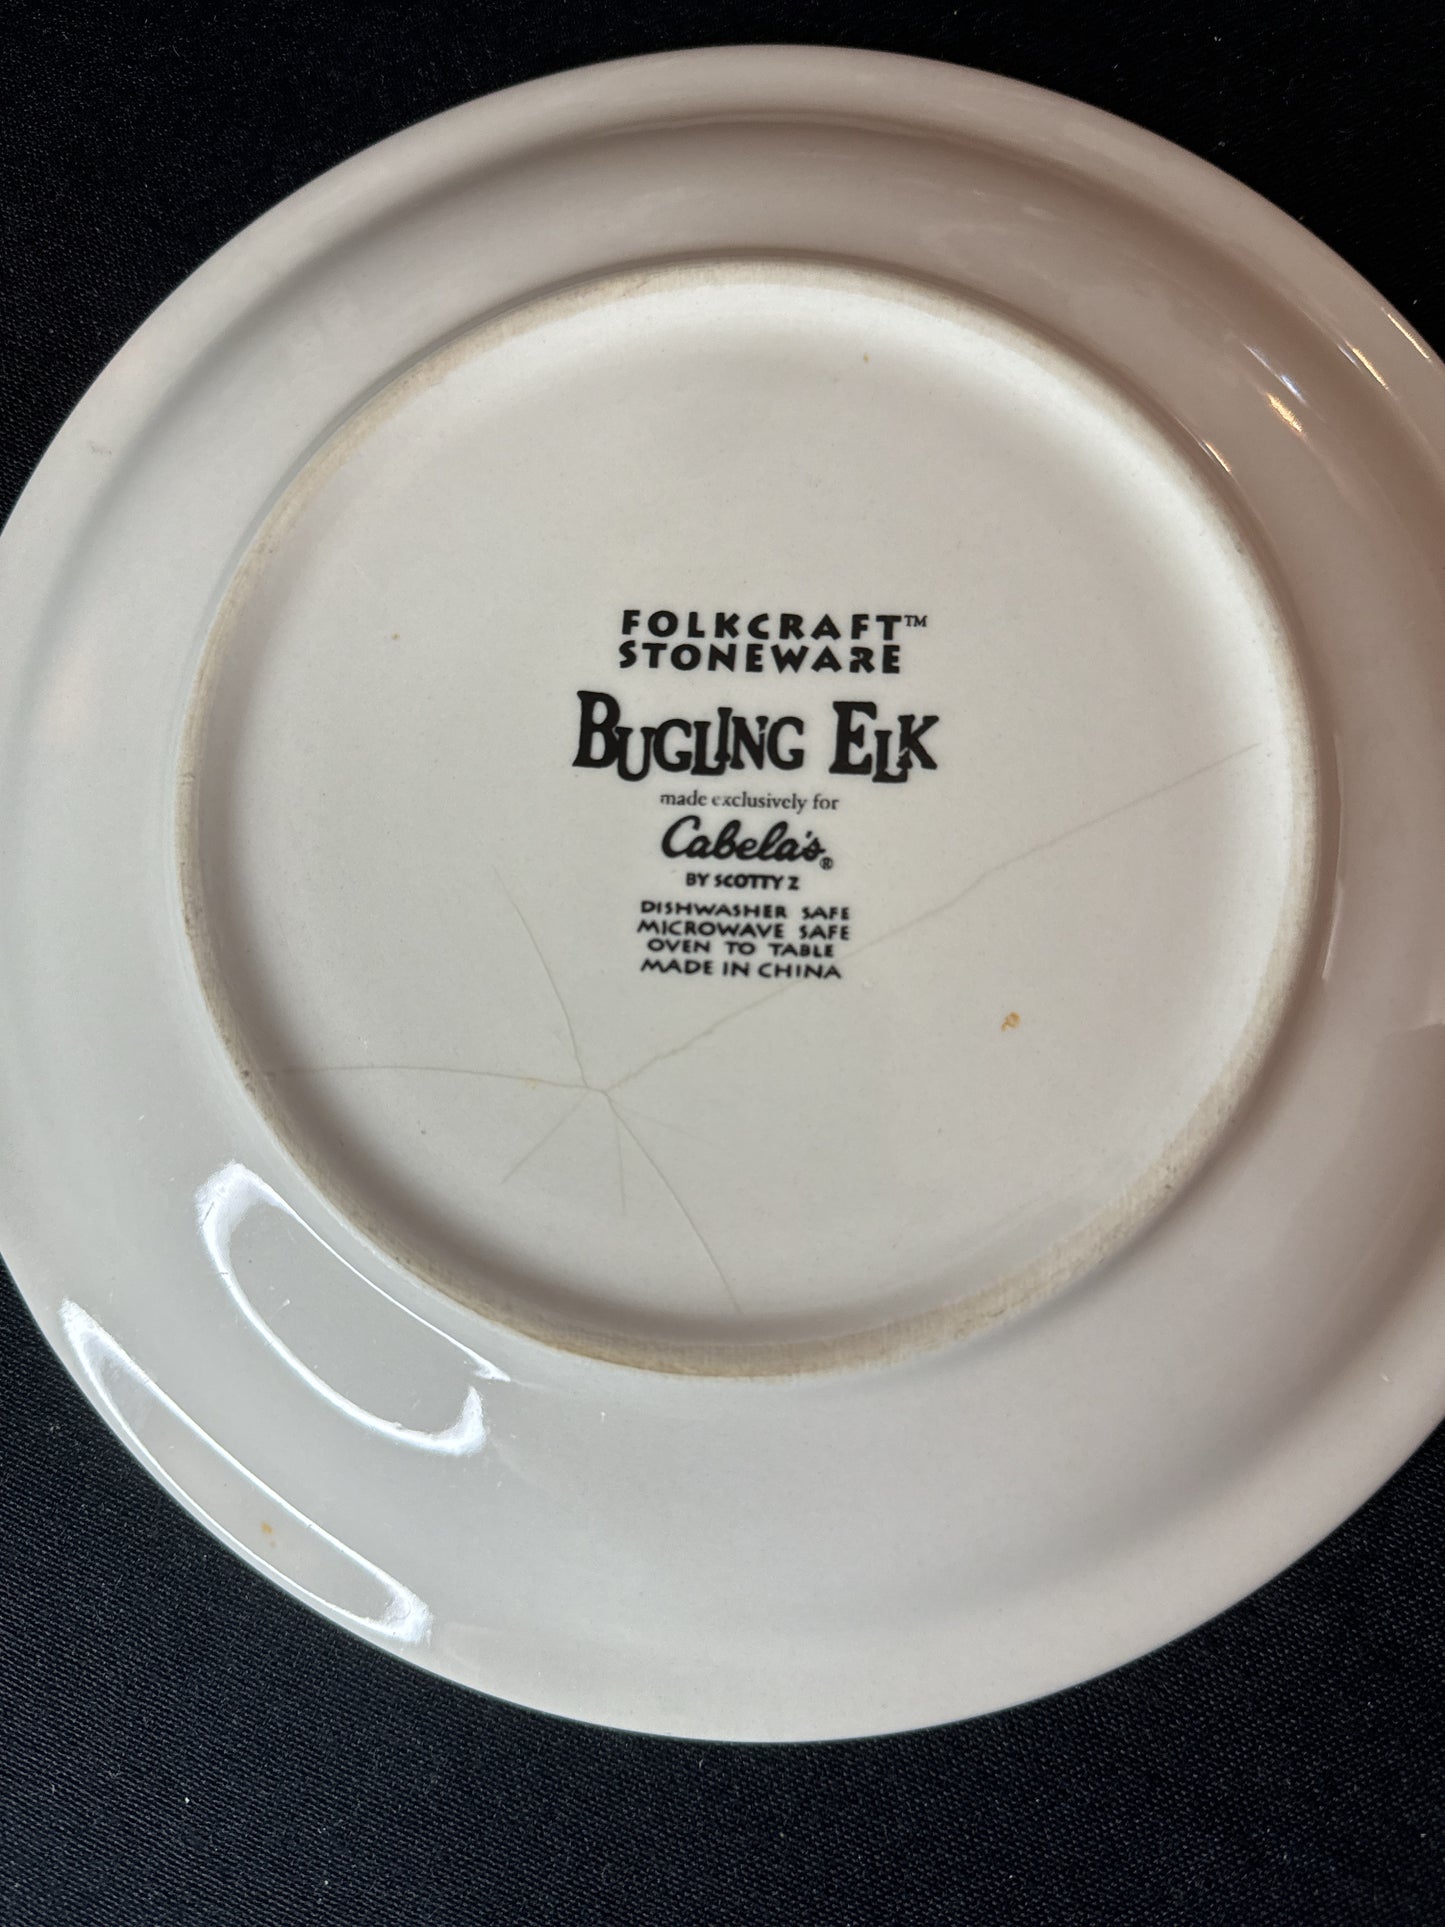 FOLKCRAFT™
STONEWARE
BUGLING ELK
made exclusively for
Cabela's®
BY SCOTTY Z
DISHWASHER SAFE
MICROWAVE SAFE
OVEN TO TABLE
MADE IN CHINA